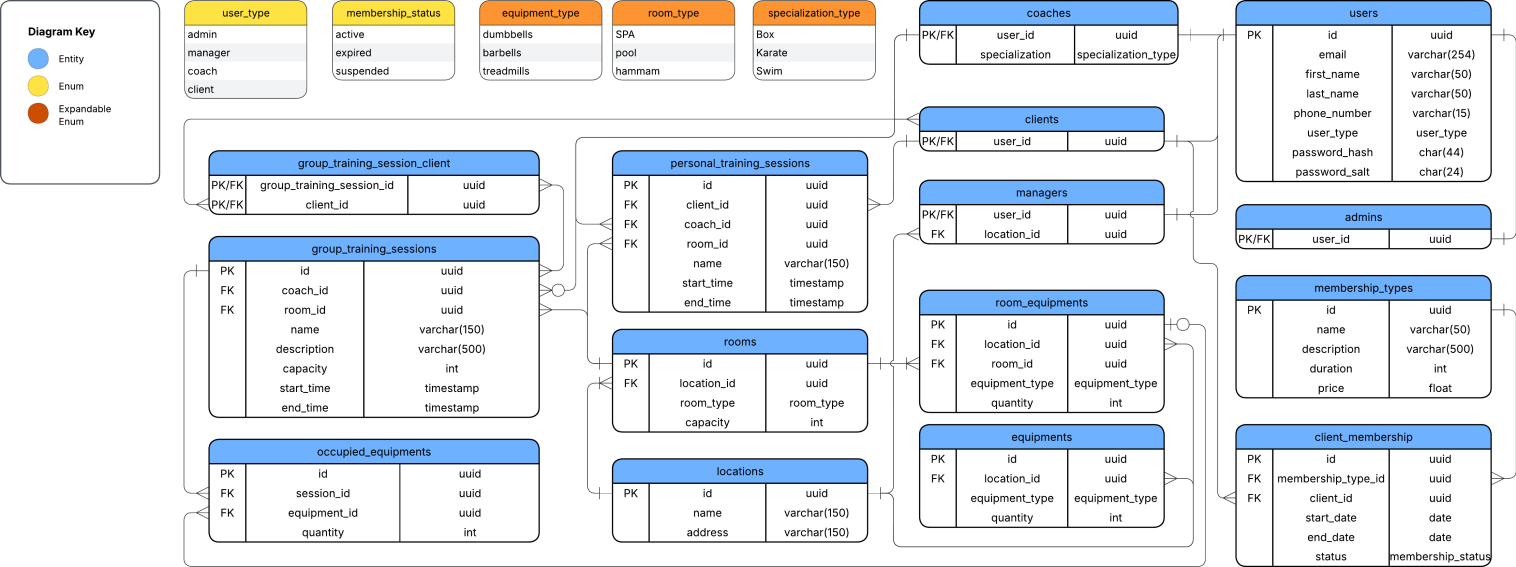 Diagram Key
Entity
Enum
Expandable
Enum
user_type
admin
manager
coach
client
membership_status
active
expired
suspended
equipment_type
dumbbells
barbells
treadmills
room_type
SPA
pool
hammam
specialization_type
Box
Karate
Swim
coaches
PK/FK user_id uuid
specialization specialization_type
users
PK id uuid
email varchar(254)
first_name varchar(50)
last_name varchar(50)
phone_number varchar(15)
user_type user_type
password_hash char(44)
password_salt char(24)
clients
PK/FK user_id uuid
group_training_session_client
PK/FK group_training_session_id uuid
PK/FK client_id uuid
personal_training_sessions
PK id uuid
FK client_id uuid
FK coach_id uuid
FK room_id uuid
name varchar(150)
start_time timestamp
end_time timestamp
managers
PK/FK user_id uuid
FK location_id uuid
admins
PK/FK user_id uuid
group_training_sessions
PK id uuid
FK coach_id uuid
FK room_id uuid
name varchar(150)
description varchar(500)
capacity int
start_time timestamp
end_time timestamp
rooms
PK id uuid
FK location_id uuid
room_type room_type
capacity int
room_equipments
PK id uuid
FK location_id uuid
FK room_id uuid
equipment_type equipment_type
quantity int
membership_types
PK id uuid
name varchar(50)
description varchar(500)
duration int
price float
occupied_equipments
PK id uuid
FK session_id uuid
FK equipment_id uuid
quantity int
locations
PK id uuid
name varchar(150)
address varchar(150)
equipments
PK id uuid
FK location_id uuid
equipment_type equipment_type
quantity int
client_membership
PK id uuid
FK membership_type_id uuid
FK client_id uuid
start_date date
end_date date
status membership_status